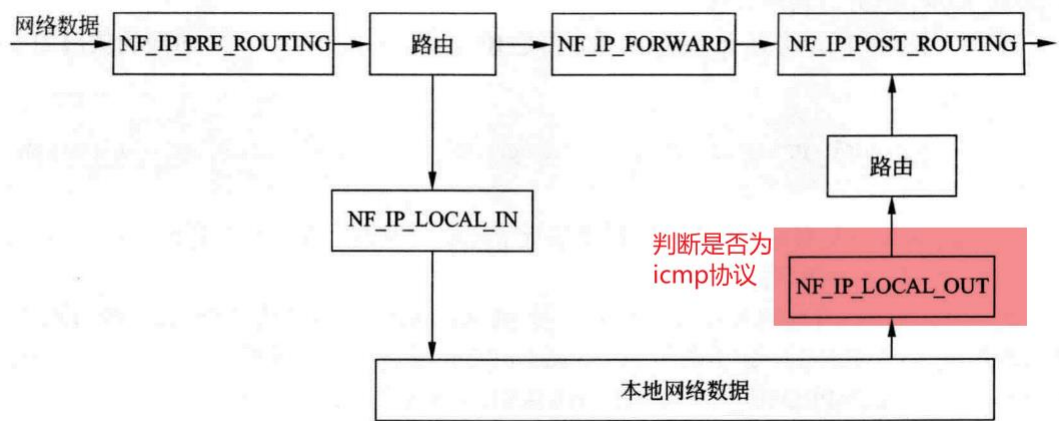 网络数据
NF_IP_PRE_ROUTING
路由
NF_IP_FORWARD
NF_IP_POST_ROUTING
路由
NF_IP_LOCAL_IN
判断是否为
icmp协议
NF_IP_LOCAL_OUT
本地网络数据